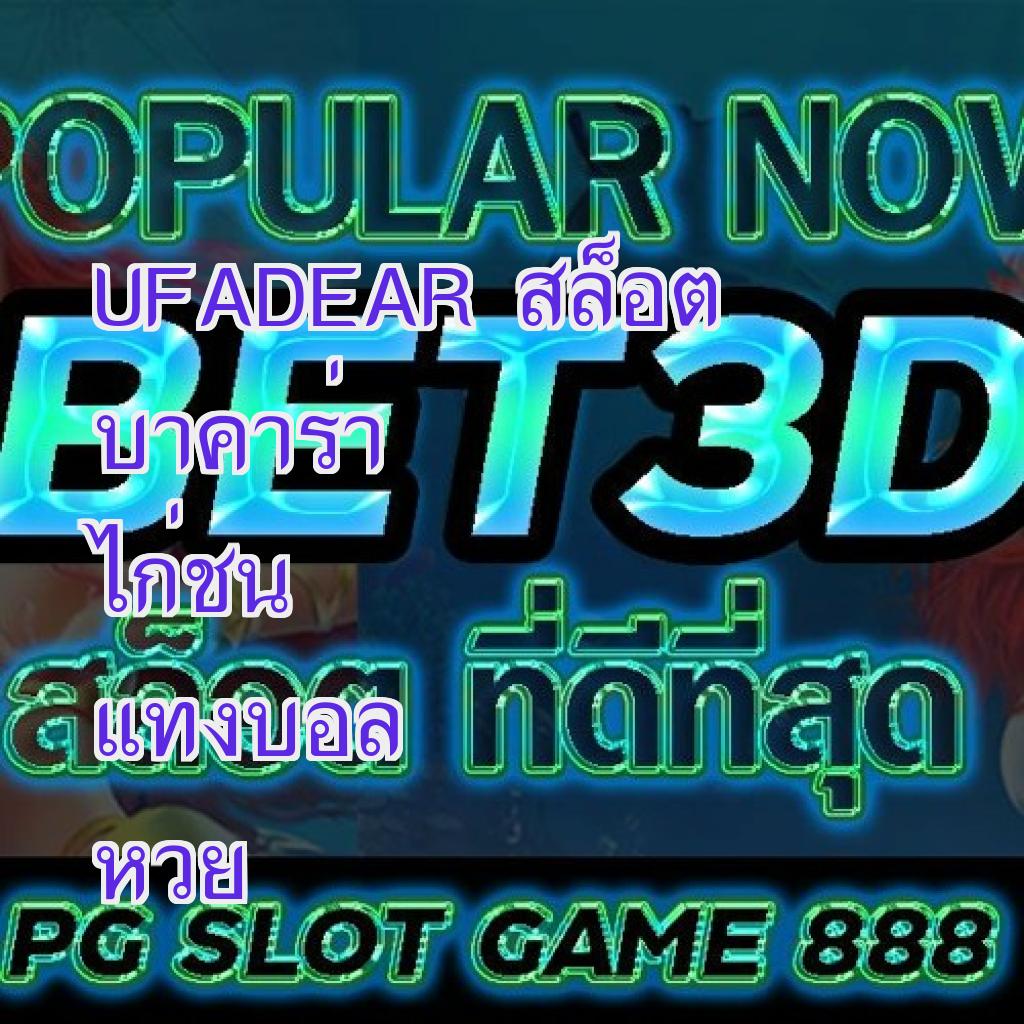 POPULAR NOW
UFADEAR สล็อต
BET3D
บาคาร่า
ไก่ชน
สล็อต ที่ดีที่สุด
แทงบอล
หวย
PG SLOT GAME 888